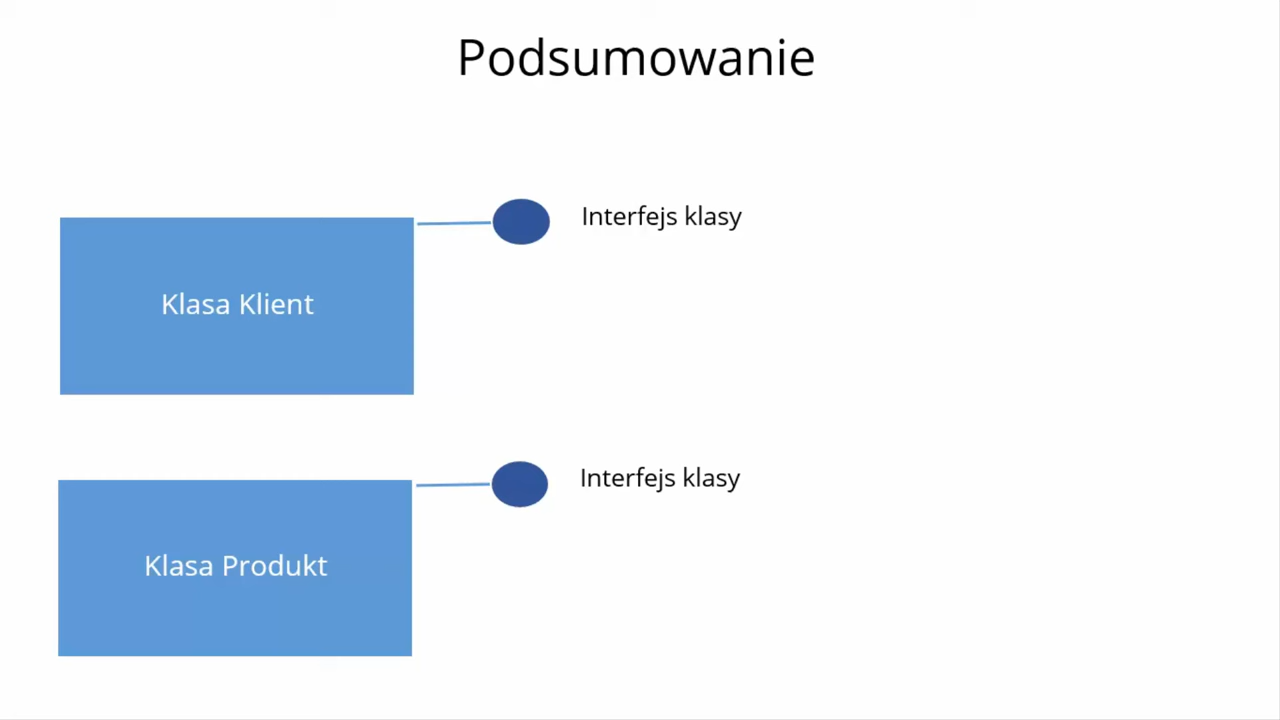 Podsumowanie
Interfejs klasy
Klasa Klient
Interfejs klasy
Klasa Produkt